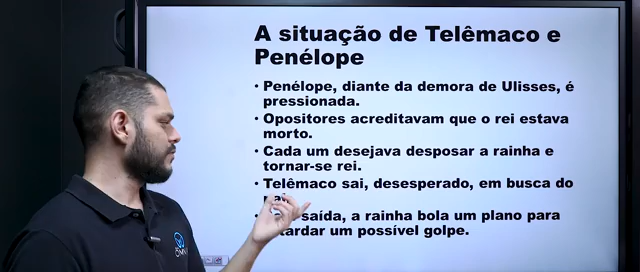 A situação de Telêmaco e
Penélope
• Penélope, diante da demora de Ulisses, é
pressionada.
• Opositores acreditavam que o rei estava
morto.
• Cada um desejava desposar a rainha e
tornar-se rei.
• Telêmaco sai, desesperado, em busca do
saída, a rainha bola um plano para
um possível golpe.